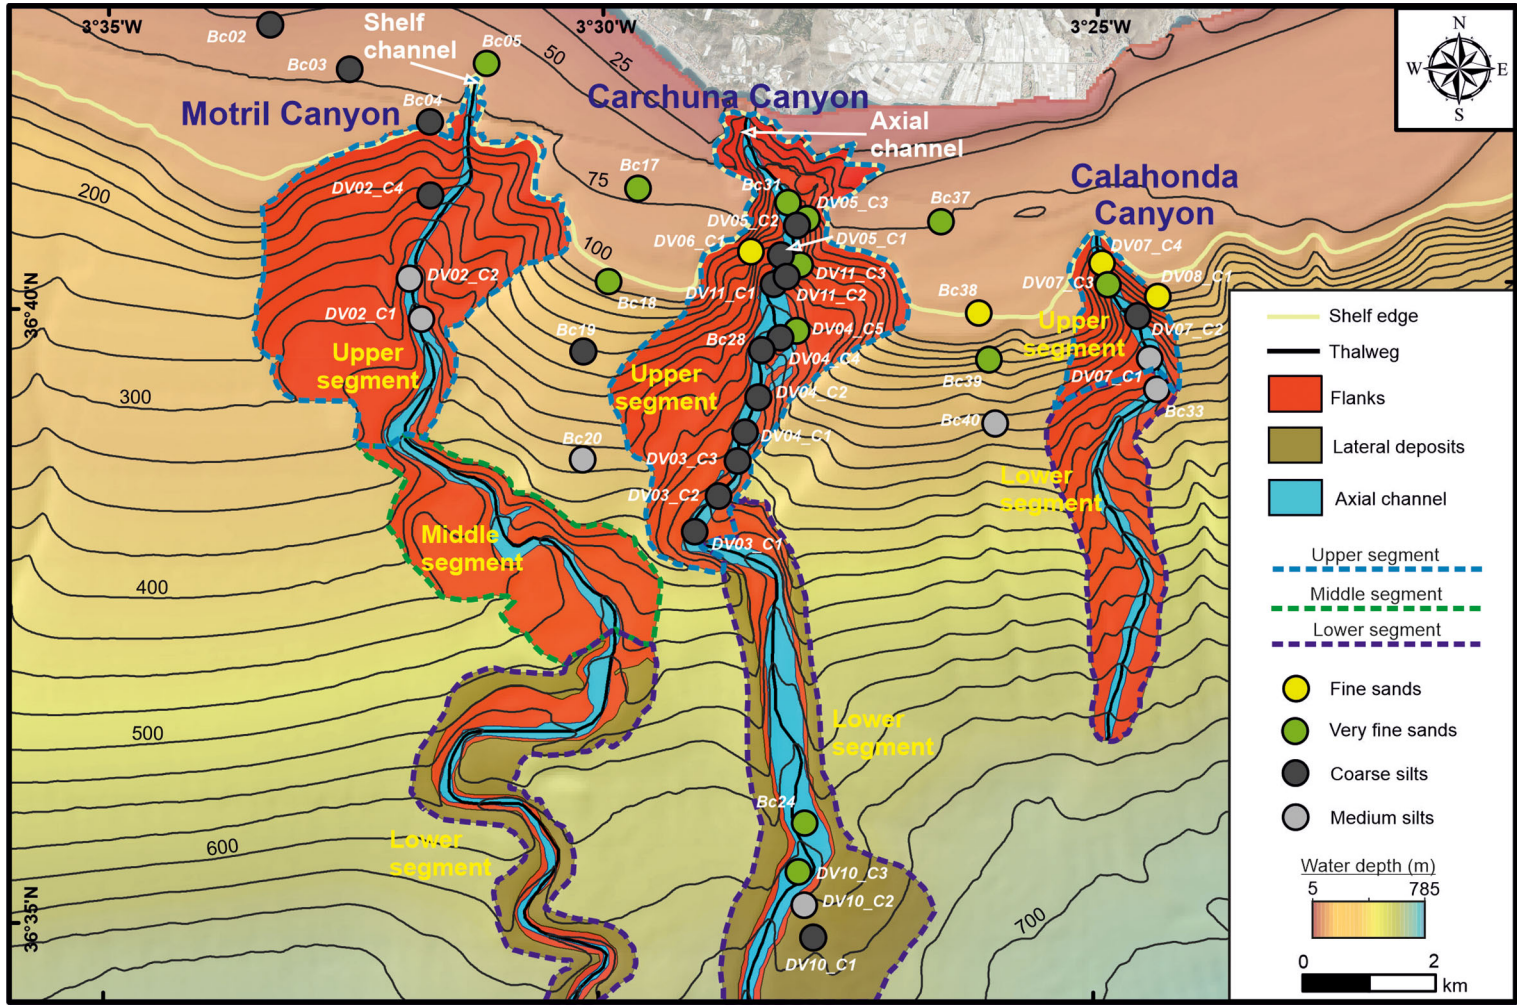 3°35'W
3°30'W
3°25'W
N
W
E
S
Bc02
Shelf
channel
Bc05
50
25
Bc03
Bc04
Motril Canyon
Carchuna Canyon
Axial
channel
Bc17
75
Bc31
DV05_C3
DV05_C2
Bc37
Calahonda
Canyon
200
DV02_C4
DV06_C1
DV05_C1
100
DV07_C4
DV02_C2
DV11_C3
DV07_C3
DV08_C1
DV11_C1
DV11_C2
Bc18
Bc38
36°40'N
DV02_C1
Upper
segment
Bc19
DV04_C5
Bc28
DV04_C4
Upper
segment
DV07_C2
DV07_C1
Bc39
Upper
segment
DV04_C2
300
Bc33
Bc40
DV04_C1
Bc20
DV03_C3
DV03_C2
Lower
segment
Middle
segment
DV03_C1
400
500
Lower
segment
600
Lower
segment
Bc24
DV10_C3
DV10_C2
DV10_C1
700
36°35'N
Shelf edge
Thalweg
Flanks
Lateral deposits
Axial channel
Upper segment
Middle segment
Lower segment
Fine sands
Very fine sands
Coarse silts
Medium silts
Water depth (m)
5
785
0
2
km